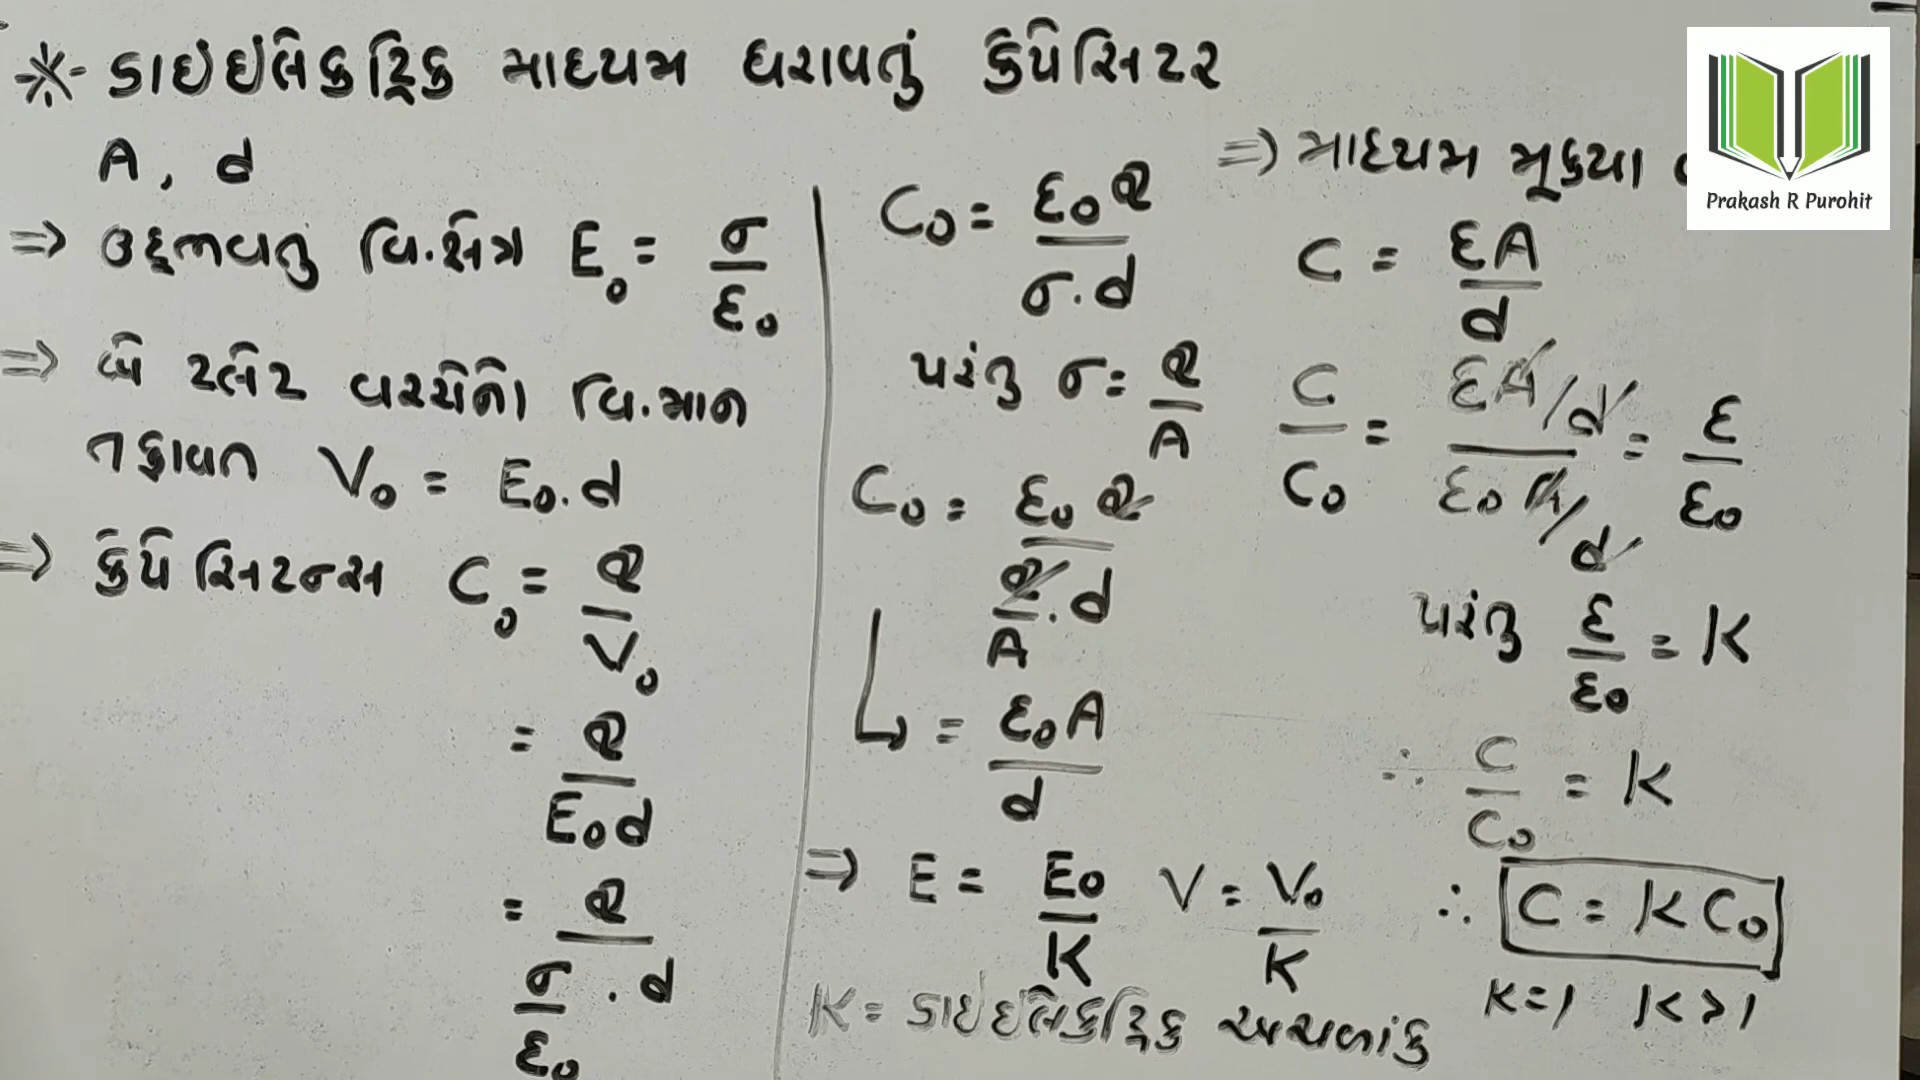 * ડાઇઇલેક્ટ્રિક માધ્યમ ધરાવતું કેપેસિટર
A, d
⇒ ઉદ્દભવતું વિ.ક્ષેત્ર E₀ = σ/ε₀
⇒ બે પ્લેટ વચ્ચેનો વિ.માન
તફાવત V₀ = E₀.d
⇒ કેપેસિટન્સ C₀ = Q/V₀
= Q/E₀d
= Q/(σ/ε₀ . d)
C₀ = ε₀Q/σ.d
પરંતુ σ = Q/A
C₀ = ε₀Q/(Q/A . d)
= ε₀A/d
⇒ E = E₀/K V = V₀/K
K = ડાઇઇલેક્ટ્રિક અચળાંક
⇒ માધ્યમ મૂકયા
C = εA/d
C/C₀ = (εA/d)/(ε₀A/d) = ε/ε₀
પરંતુ ε/ε₀ = K
∴ C/C₀ = K
∴ C = KC₀
K=1 K>1
Prakash R Purohit